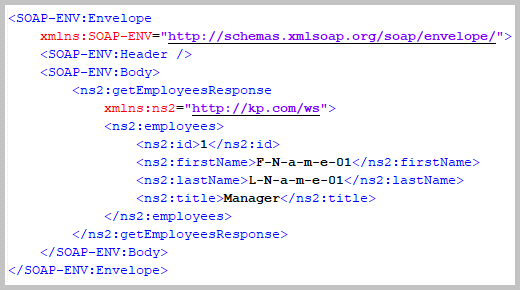 <SOAP-ENV:Envelope
xmlns:SOAP-ENV="http://schemas.xmlsoap.org/soap/envelope/">
<SOAP-ENV:Header />
<SOAP-ENV:Body>
<ns2:getEmployeesResponse
xmlns:ns2="http://kp.com/ws">
<ns2:employees>
<ns2:id>1</ns2:id>
<ns2:firstName>F-N-a-m-e-01</ns2:firstName>
<ns2:lastName>L-N-a-m-e-01</ns2:lastName>
<ns2:title>Manager</ns2:title>
</ns2:employees>
</ns2:getEmployeesResponse>
</SOAP-ENV:Body>
</SOAP-ENV:Envelope>